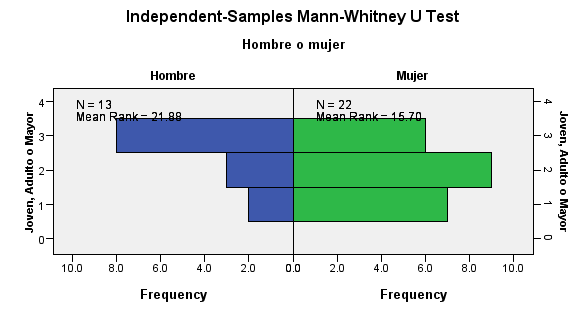 Independent-Samples Mann-Whitney U Test
Hombre o mujer
Hombre Mujer
N = 13
Mean Rank = 21.88
N = 22
Mean Rank = 15.70
Joven, Adulto o Mayor
4
3
2
1
0
4
3
2
1
0
Joven, Adulto o Mayor
10.0 8.0 6.0 4.0 2.0 0.0 0.0 2.0 4.0 6.0 8.0 10.0
Frequency Frequency